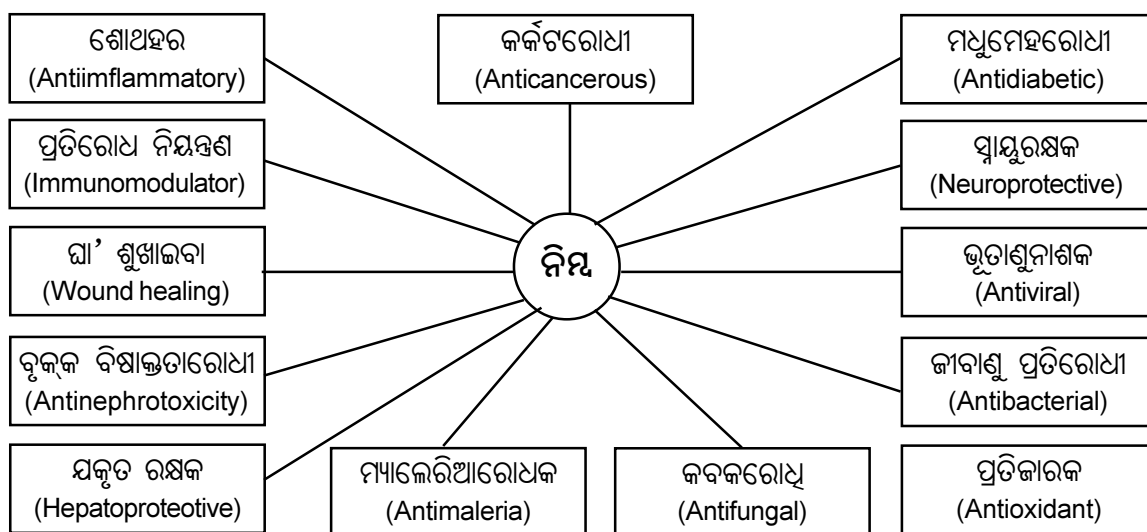 ଶୋଥହର
(Antiimflammatory)
କର୍କଟରୋଧୀ
(Anticancerous)
ମଧୁମେହରୋଧୀ
(Antidiabetic)
ପ୍ରତିରୋଧ ନିୟନ୍ତ୍ରଣ
(Immunomodulator)
ସ୍ନାୟୁରକ୍ଷକ
(Neuroprotective)
ଘା’ ଶୁଖାଇବା
(Wound healing)
ନିମ୍ବ
ଭୂତାଣୁନାଶକ
(Antiviral)
ବୃକ୍‌କ ବିଷାକ୍ତତାରୋଧୀ
(Antinephrotoxicity)
ଜୀବାଣୁ ପ୍ରତିରୋଧୀ
(Antibacterial)
ଯକୃତ ରକ୍ଷକ
(Hepatoproteotive)
ମ୍ୟାଲେରିଆରୋଧକ
(Antimaleria)
କବକରୋଧି
(Antifungal)
ପ୍ରତିଜାରକ
(Antioxidant)